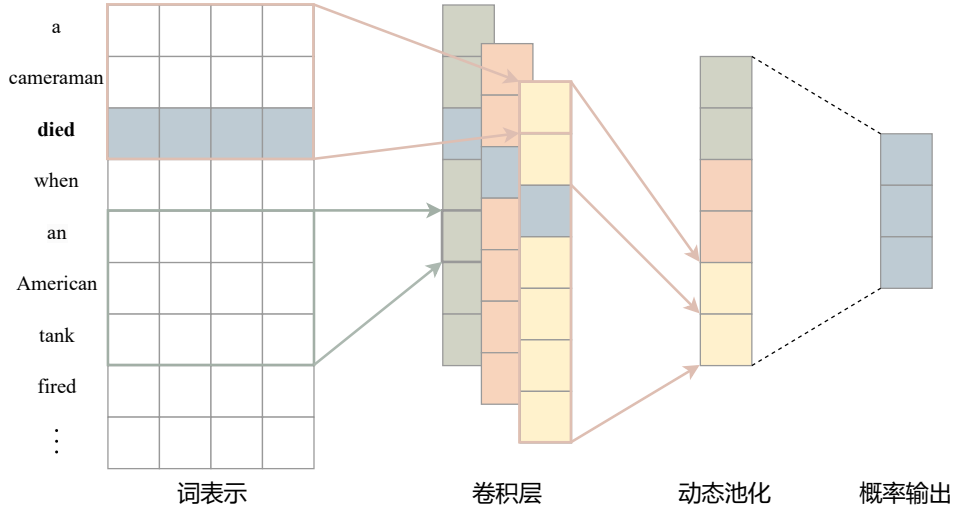 a
cameraman
died
when
an
American
tank
fired
⋮
词表示
卷积层
动态池化
概率输出